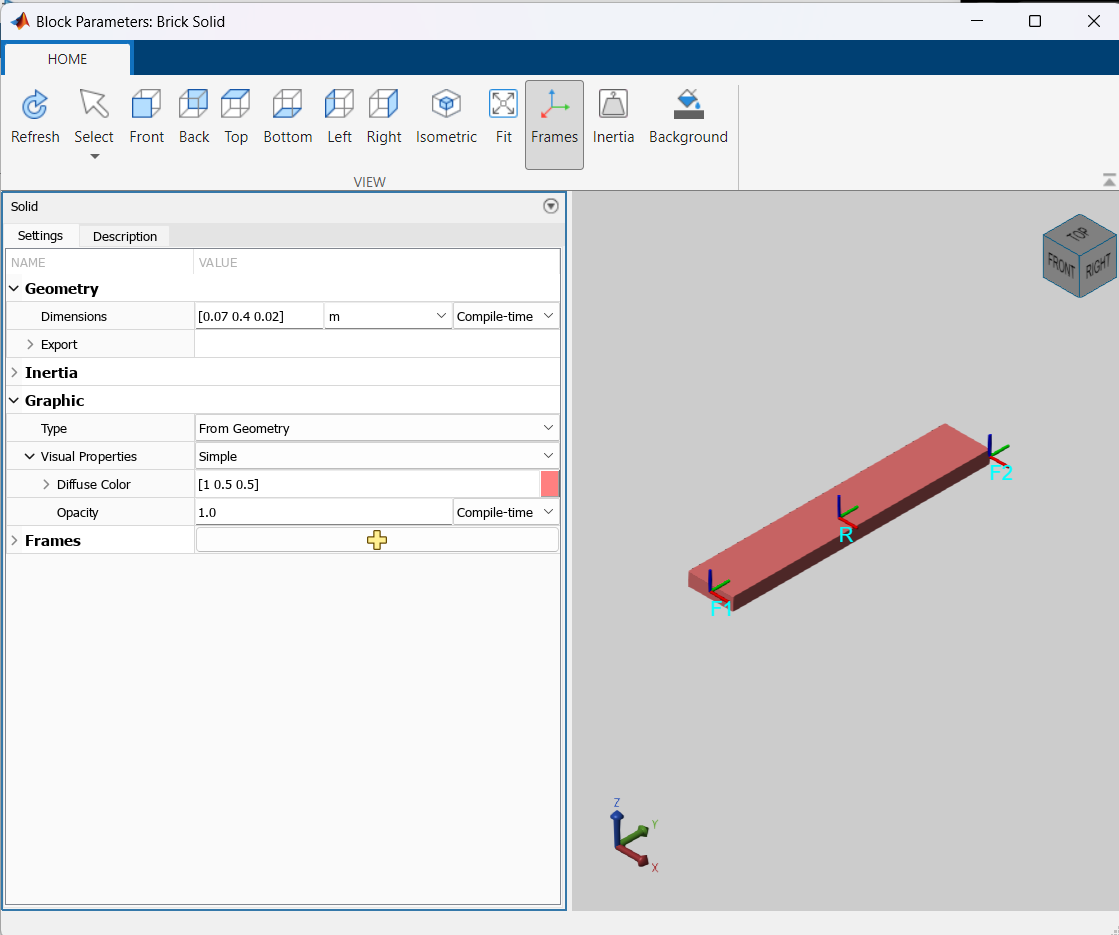 Block Parameters: Brick Solid
HOME
Refresh Select Front Back Top Bottom Left Right Isometric Fit Frames Inertia Background
VIEW
Solid
Settings Description
NAME VALUE
Geometry
Dimensions [0.07 0.4 0.02] m Compile-time
Export
Inertia
Graphic
Type From Geometry
Visual Properties Simple
Diffuse Color [1 0.5 0.5]
Opacity 1.0 Compile-time
Frames
TOP
FRONT RIGHT
F2
R
F1
Z
Y
X